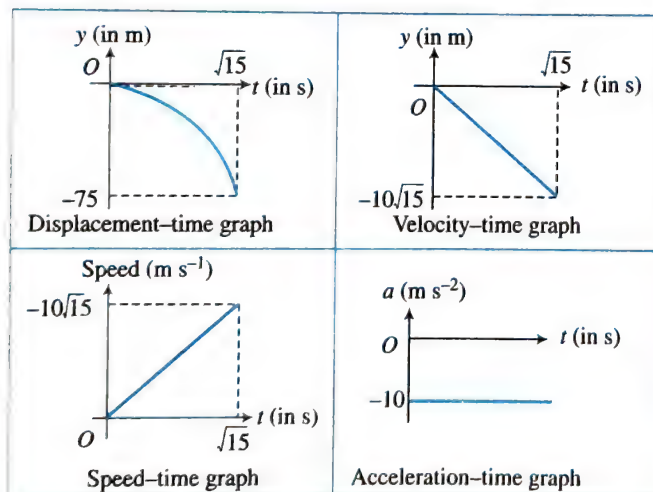 y (in m)
O
√15
t (in s)
−75
Displacement–time graph
y (in m)
√15
t (in s)
O
−10√15
Velocity–time graph
Speed (m s⁻¹)
−10√15
O
√15
t (in s)
Speed–time graph
a (m s⁻²)
O
t (in s)
−10
Acceleration–time graph